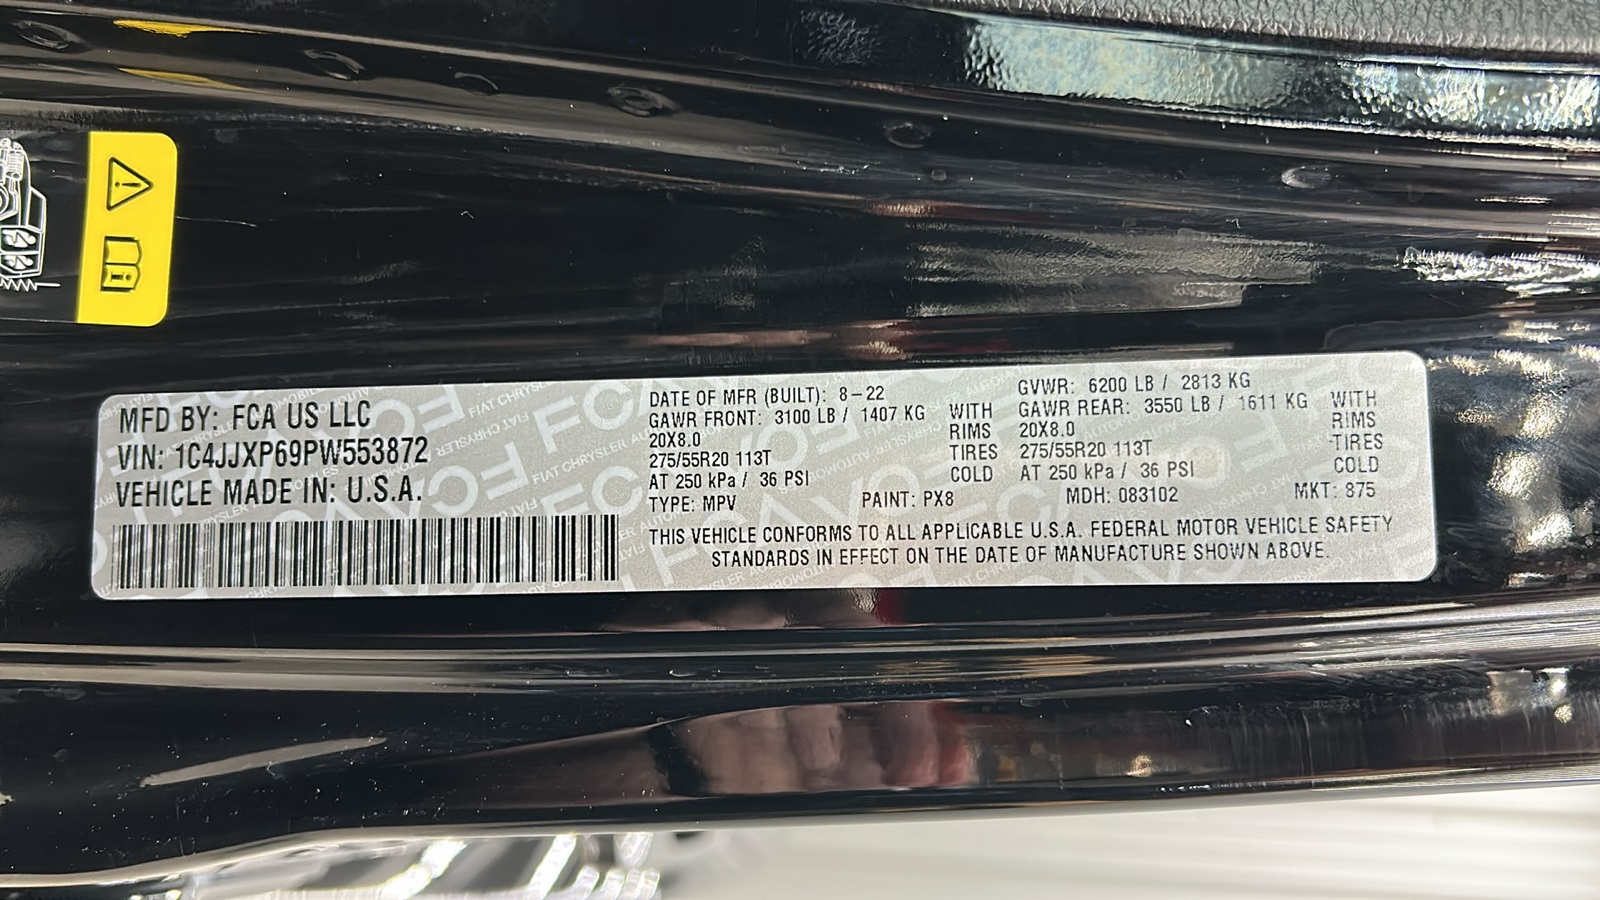 MFD BY: FCA US LLC
VIN: 1C4JJXP69PW553872
VEHICLE MADE IN: U.S.A.
DATE OF MFR (BUILT): 8-22
GAWR FRONT: 3100 LB / 1407 KG WITH
20X8.0 RIMS
275/55R20 113T TIRES
AT 250 kPa / 36 PSI COLD
GVWR: 6200 LB / 2813 KG
GAWR REAR: 3550 LB / 1611 KG WITH
20X8.0 RIMS
275/55R20 113T TIRES
AT 250 kPa / 36 PSI COLD
TYPE: MPV PAINT: PX8 MDH: 083102 MKT: 875
THIS VEHICLE CONFORMS TO ALL APPLICABLE U.S.A. FEDERAL MOTOR VEHICLE SAFETY
STANDARDS IN EFFECT ON THE DATE OF MANUFACTURE SHOWN ABOVE.